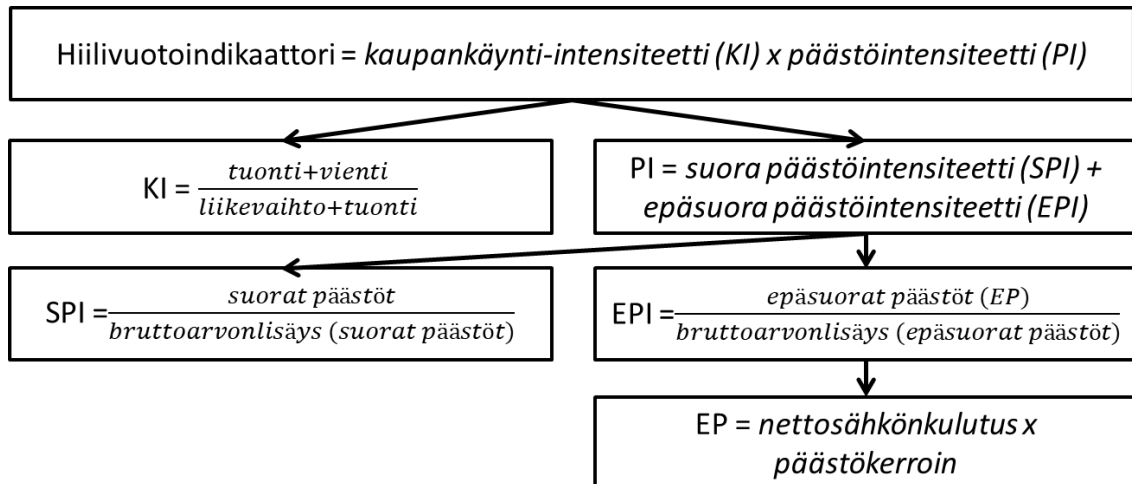 Hiilivuotoindikaattori = kaupankäynti-intensiteetti (KI) x päästöintensiteetti (PI)
KI = tuonti+vienti / liikevaihto+tuonti
PI = suora päästöintensiteetti (SPI) +
epäsuora päästöintensiteetti (EPI)
SPI = suorat päästöt / bruttoarvonlisäys (suorat päästöt)
EPI = epäsuorat päästöt (EP) / bruttoarvonlisäys (epäsuorat päästöt)
EP = nettosähkönkulutus x
päästökerroin